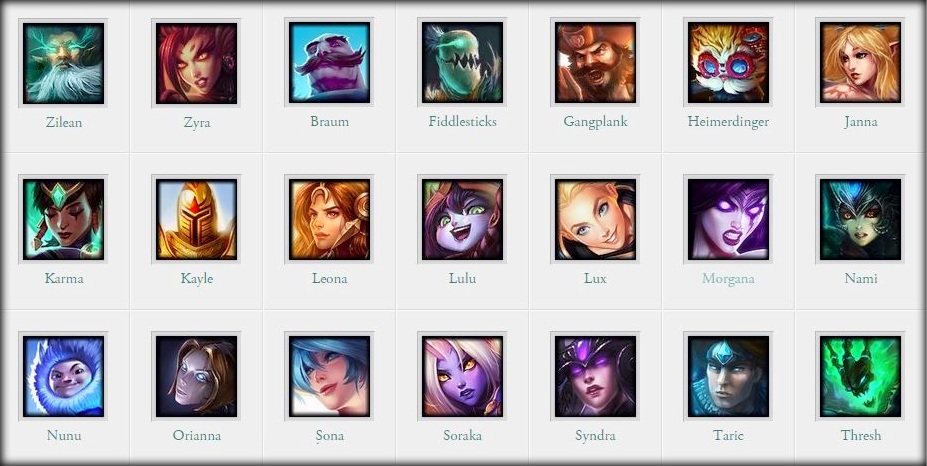 Zilean
Zyra
Braum
Fiddlesticks
Gangplank
Heimerdinger
Janna
Karma
Kayle
Leona
Lulu
Lux
Morgana
Nami
Nunu
Orianna
Sona
Soraka
Syndra
Taric
Thresh